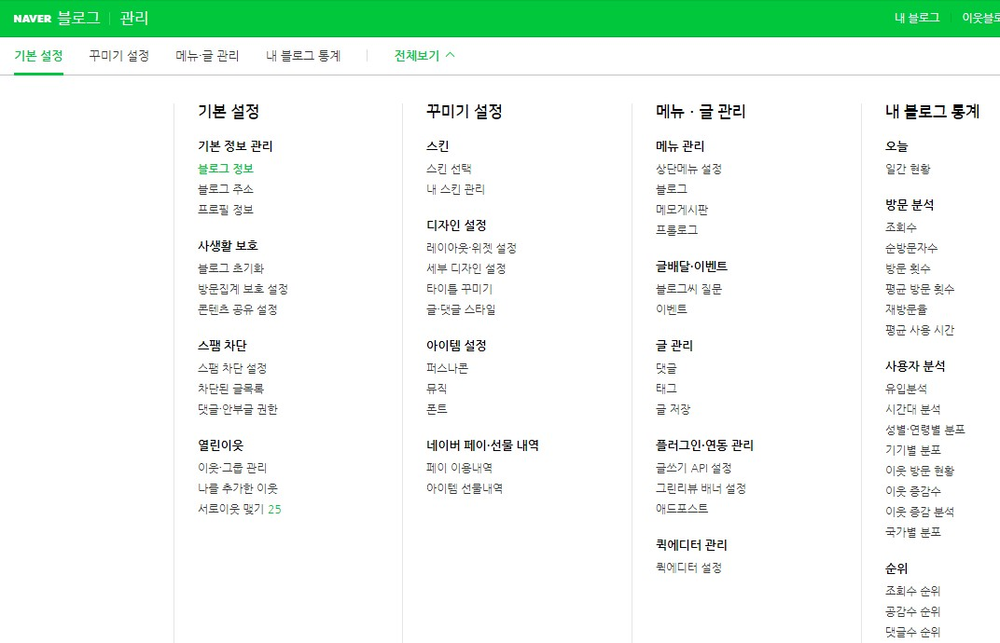 NAVER 블로그 관리
내 블로그
이웃블로
기본 설정
꾸미기 설정
메뉴·글 관리
내 블로그 통계
전체보기
기본 설정
기본 정보 관리
블로그 정보
블로그 주소
프로필 정보
사생활 보호
블로그 초기화
방문집계 보호 설정
콘텐츠 공유 설정
스팸 차단
스팸 차단 설정
차단된 글목록
댓글·안부글 권한
열린이웃
이웃·그룹 관리
나를 추가한 이웃
서로이웃 맺기 25
꾸미기 설정
스킨
스킨 선택
내 스킨 관리
디자인 설정
레이아웃·위젯 설정
세부 디자인 설정
타이틀 꾸미기
글·댓글 스타일
아이템 설정
퍼스나콘
뮤직
폰트
네이버 페이·선물 내역
페이 이용내역
아이템 선물내역
메뉴 · 글 관리
메뉴 관리
상단메뉴 설정
블로그
메모게시판
프롤로그
글배달·이벤트
블로그씨 질문
이벤트
글 관리
댓글
태그
글 저장
플러그인·연동 관리
글쓰기 API 설정
그린리뷰 배너 설정
애드포스트
퀵에디터 관리
퀵에디터 설정
내 블로그 통계
오늘
일간 현황
방문 분석
조회수
순방문자수
방문 횟수
평균 방문 횟수
재방문율
평균 사용 시간
사용자 분석
유입분석
시간대 분석
성별·연령별 분포
기기별 분포
이웃 방문 현황
이웃 증감수
이웃 증감 분석
국가별 분포
순위
조회수 순위
공감수 순위
댓글수 순위